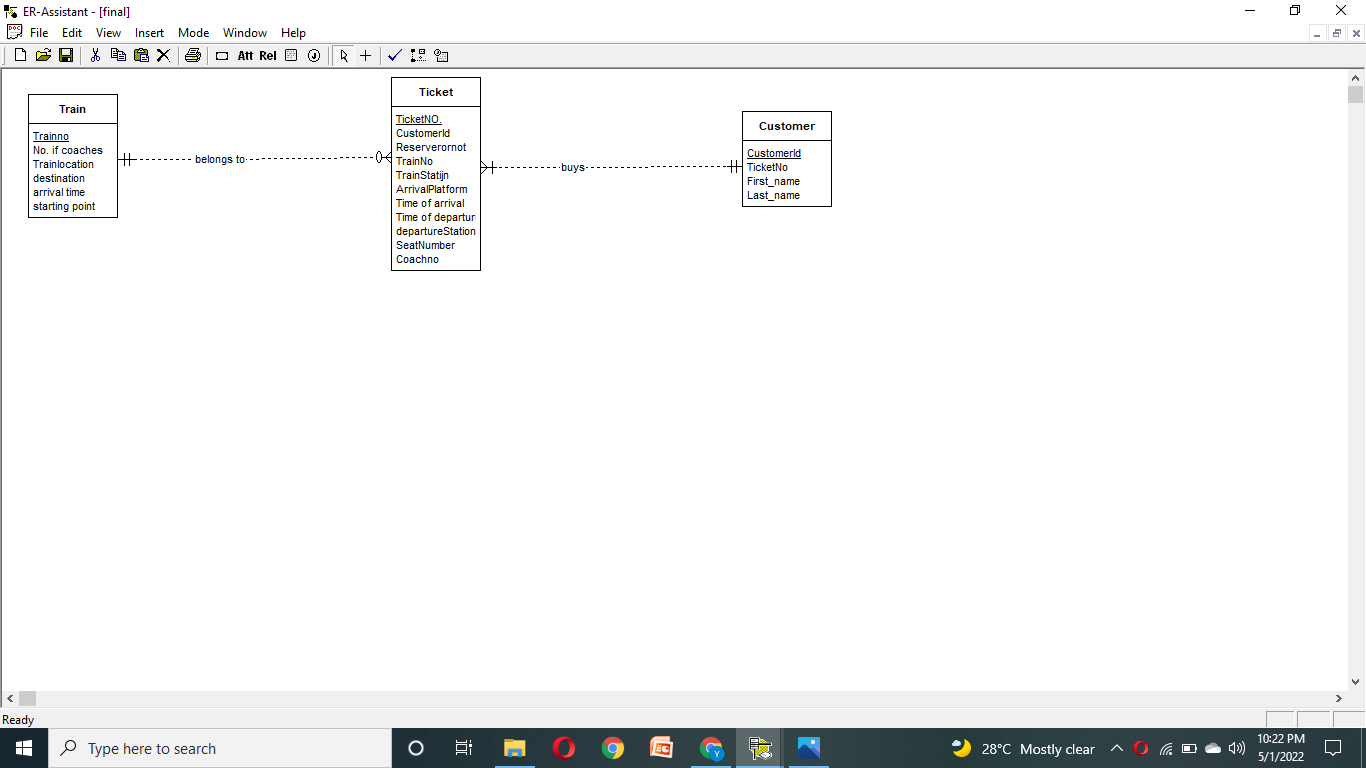 ER-Assistant - [final]
File Edit View Insert Mode Window Help
Att Rel J
Train
Trainno
No. if coaches
Trainlocation
destination
arrival time
starting point
belongs to
Ticket
TicketNO.
CustomerId
Reserverornot
TrainNo
TrainStatijn
ArrivalPlatform
Time of arrival
Time of departur
departureStation
SeatNumber
Coachno
buys
Customer
CustomerId
TicketNo
First_name
Last_name
Ready
Type here to search
28°C Mostly clear
10:22 PM
5/1/2022